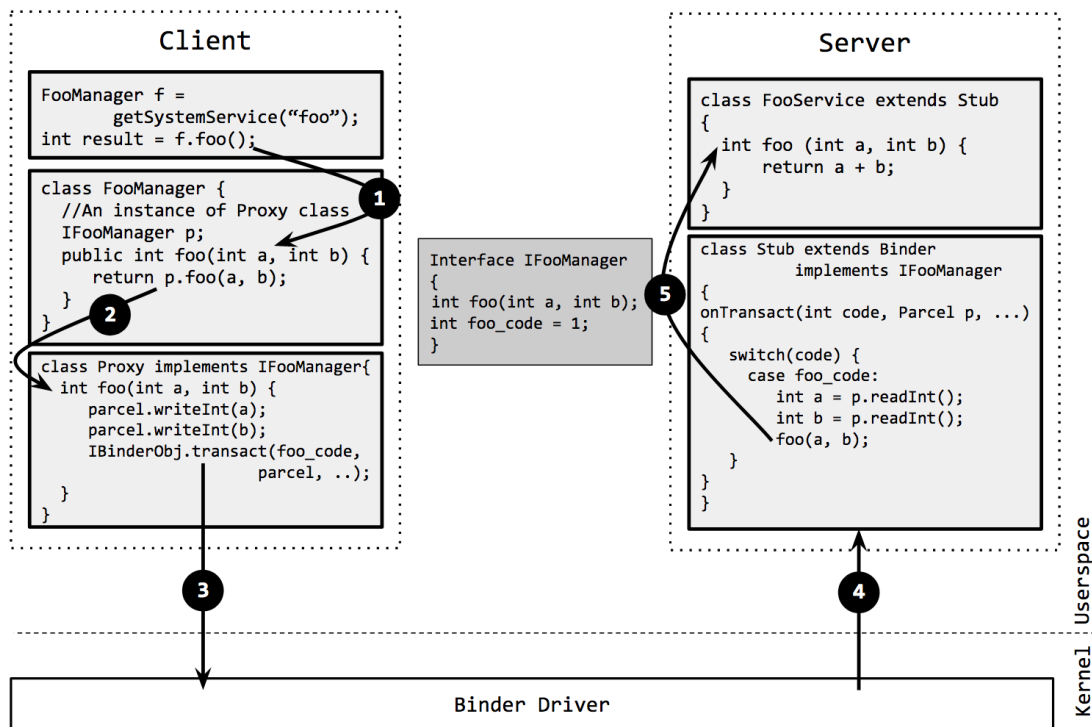 Client
FooManager f =
getSystemService(“foo”);
int result = f.foo();
1
class FooManager {
//An instance of Proxy class
IFooManager p;
public int foo(int a, int b) {
return p.foo(a, b);
}
}
2
class Proxy implements IFooManager{
int foo(int a, int b) {
parcel.writeInt(a);
parcel.writeInt(b);
IBinderObj.transact(foo_code,
parcel, ..);
}
}
3
Interface IFooManager
{
int foo(int a, int b);
int foo_code = 1;
}
Server
class FooService extends Stub
{
int foo (int a, int b) {
return a + b;
}
}
5
class Stub extends Binder
implements IFooManager
{
onTransact(int code, Parcel p, ...)
{
switch(code) {
case foo_code:
int a = p.readInt();
int b = p.readInt();
foo(a, b);
}
}
}
4
Userspace
Kernel
Binder Driver